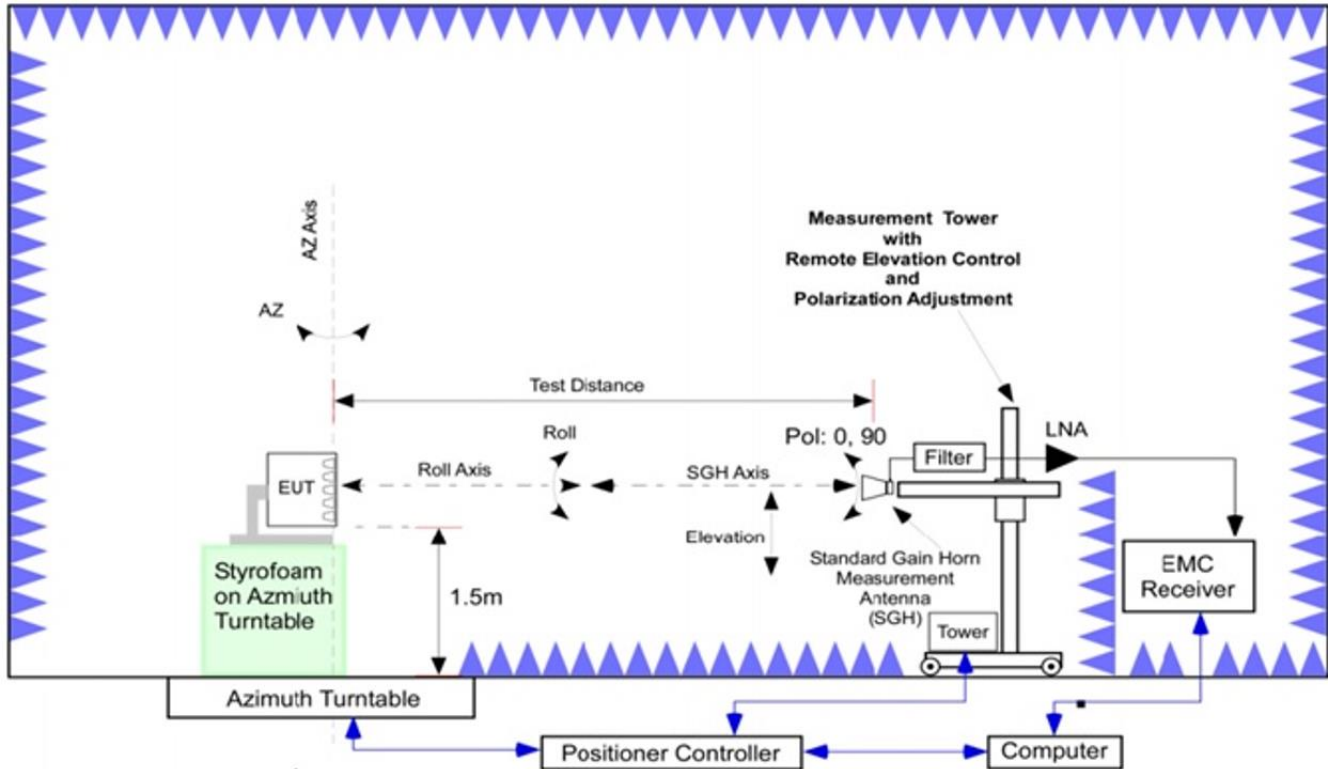 Measurement Tower
with
Remote Elevation Control
and
Polarization Adjustment
AZ Axis
AZ
Test Distance
Roll
Pol: 0, 90
LNA
Filter
EUT
Roll Axis
SGH Axis
Elevation
Standard Gain Horn
Measurement
Antenna
(SGH)
EMC
Receiver
Styrofoam
on Azmiuth
Turntable
1.5m
Tower
Azimuth Turntable
Positioner Controller
Computer